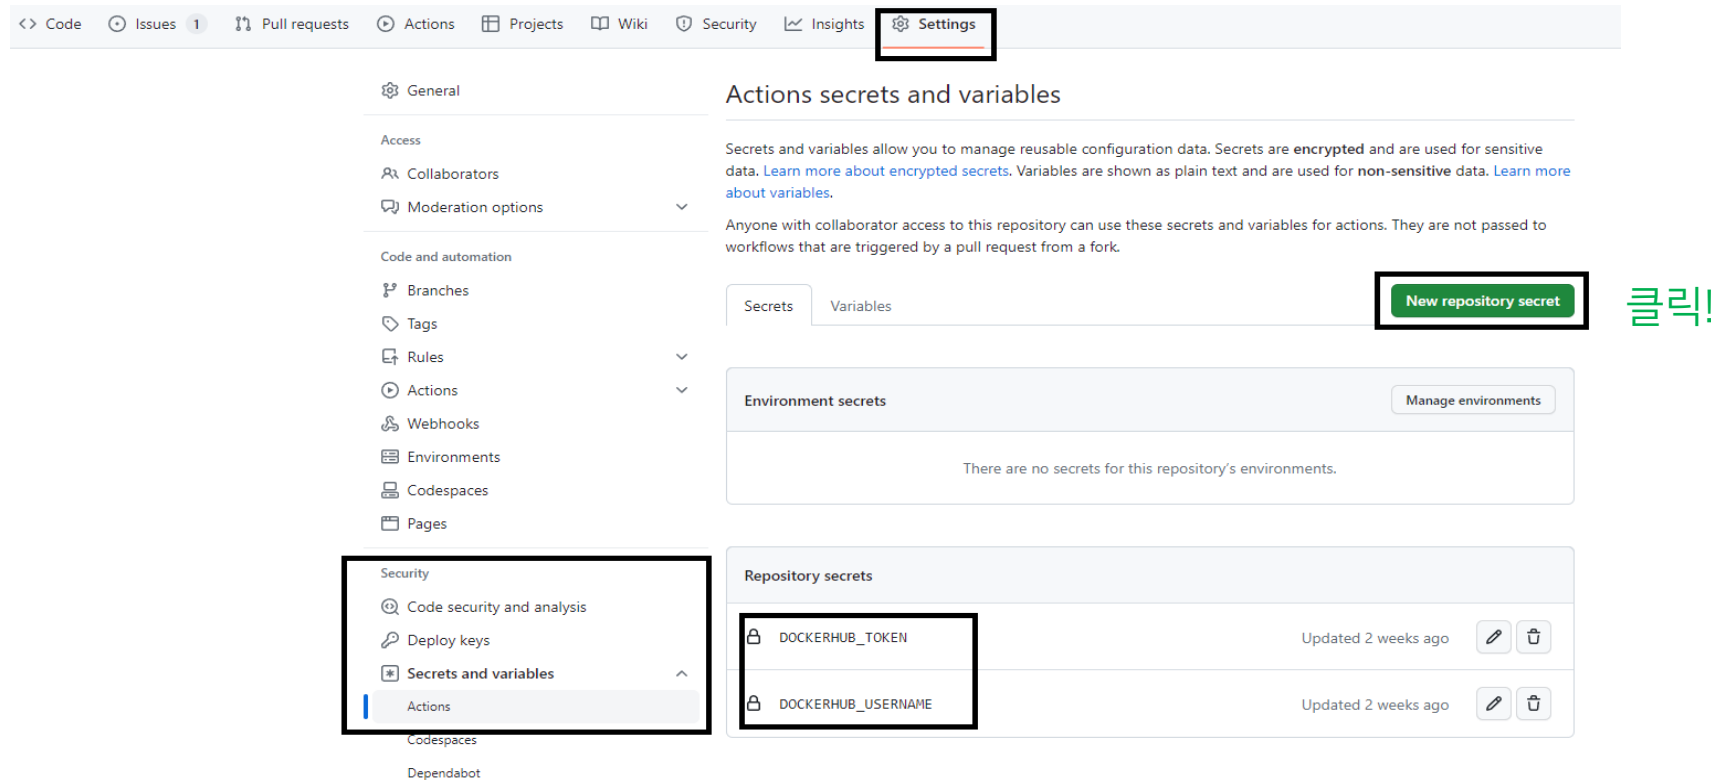 Code Issues 1 Pull requests Actions Projects Wiki Security Insights Settings
General
Access
Collaborators
Moderation options
Code and automation
Branches
Tags
Rules
Actions
Webhooks
Environments
Codespaces
Pages
Security
Code security and analysis
Deploy keys
Secrets and variables
Actions
Codespaces
Dependabot
Actions secrets and variables
Secrets and variables allow you to manage reusable configuration data. Secrets are encrypted and are used for sensitive
data. Learn more about encrypted secrets. Variables are shown as plain text and are used for non-sensitive data. Learn more
about variables.
Anyone with collaborator access to this repository can use these secrets and variables for actions. They are not passed to
workflows that are triggered by a pull request from a fork.
Secrets Variables New repository secret 클릭!
Environment secrets Manage environments
There are no secrets for this repository's environments.
Repository secrets
DOCKERHUB_TOKEN Updated 2 weeks ago
DOCKERHUB_USERNAME Updated 2 weeks ago